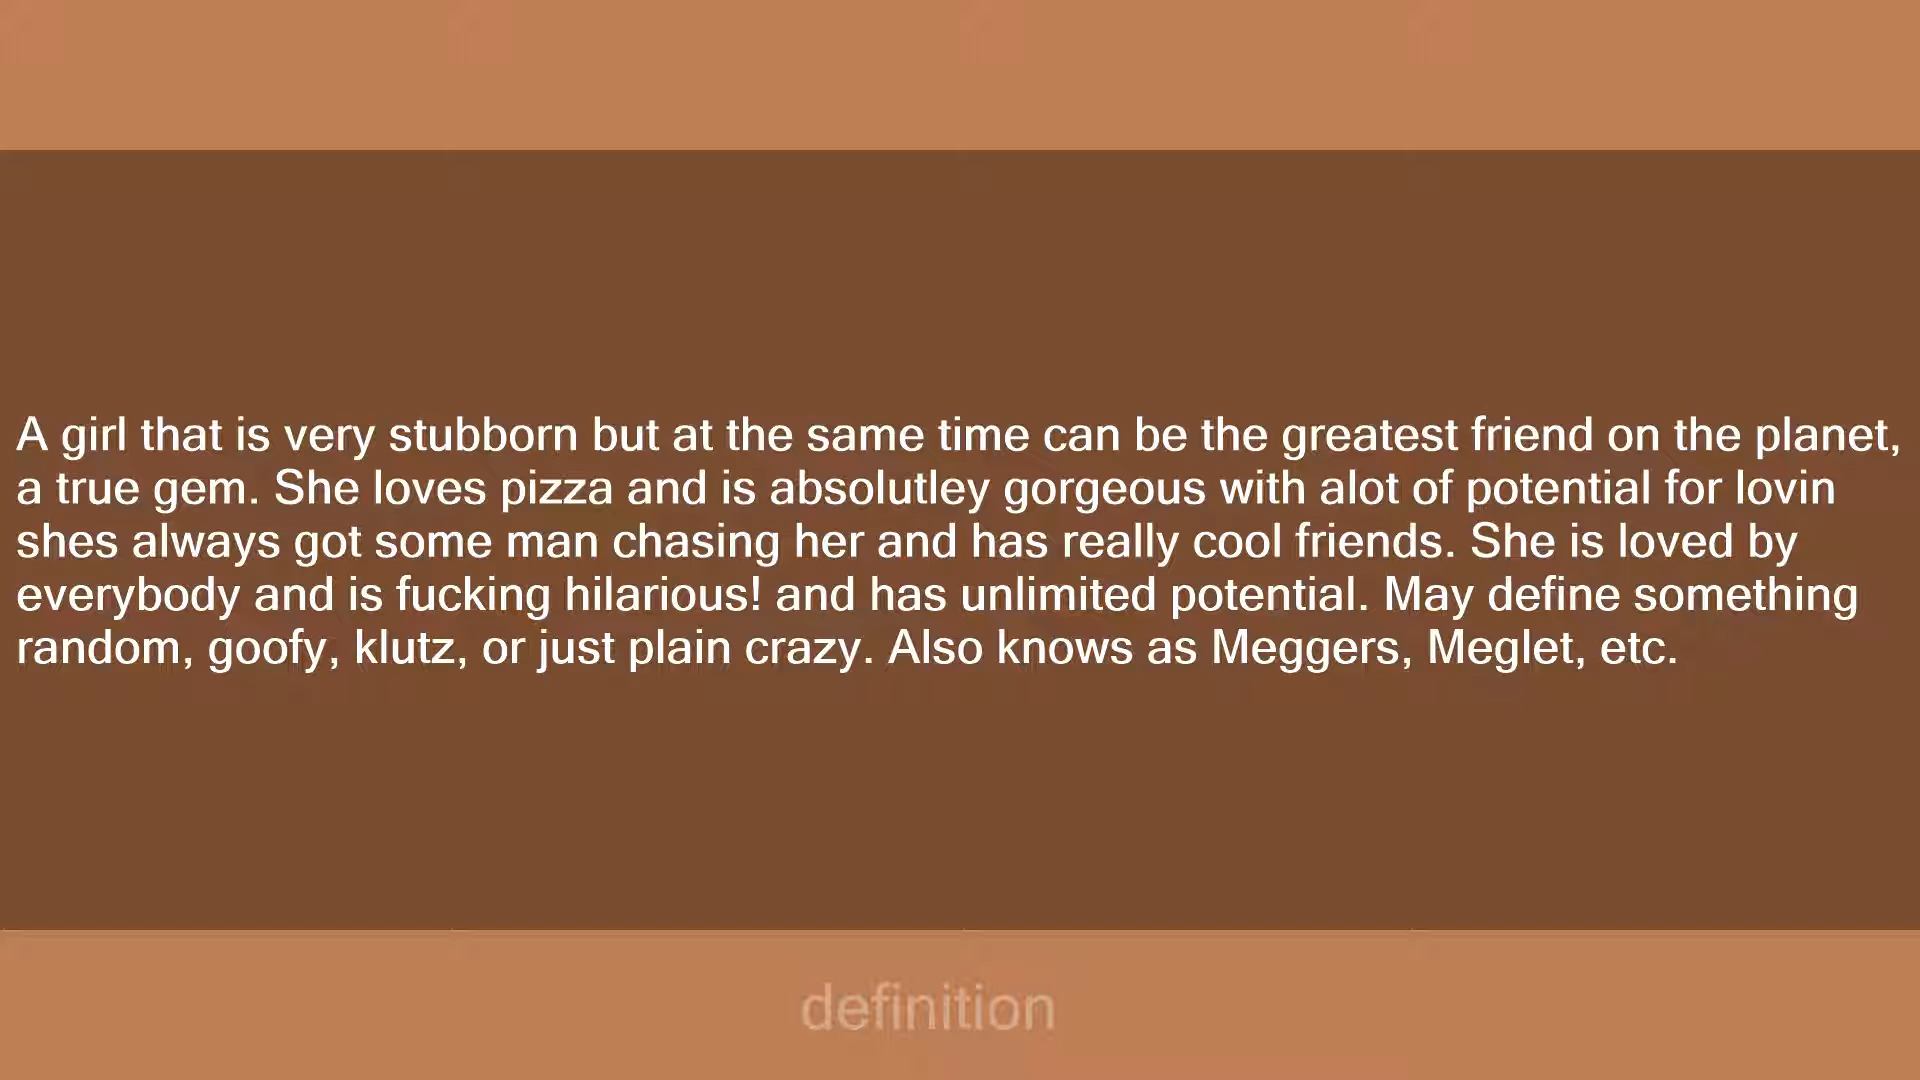 A girl that is very stubborn but at the same time can be the greatest friend on the planet,
a true gem. She loves pizza and is absolutley gorgeous with alot of potential for lovin
shes always got some man chasing her and has really cool friends. She is loved by
everybody and is fucking hilarious! and has unlimited potential. May define something
random, goofy, klutz, or just plain crazy. Also knows as Meggers, Meglet, etc.
definition